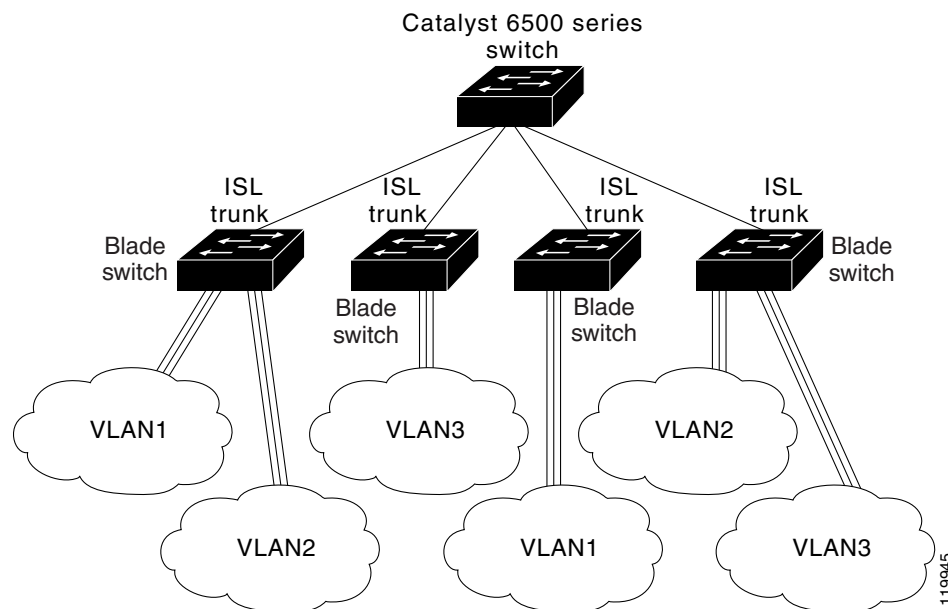 Catalyst 6500 series
switch
ISL
trunk
ISL
trunk
ISL
trunk
ISL
trunk
Blade
switch
Blade
switch
Blade
switch
Blade
switch
VLAN1
VLAN3
VLAN2
VLAN2
VLAN1
VLAN3
119945